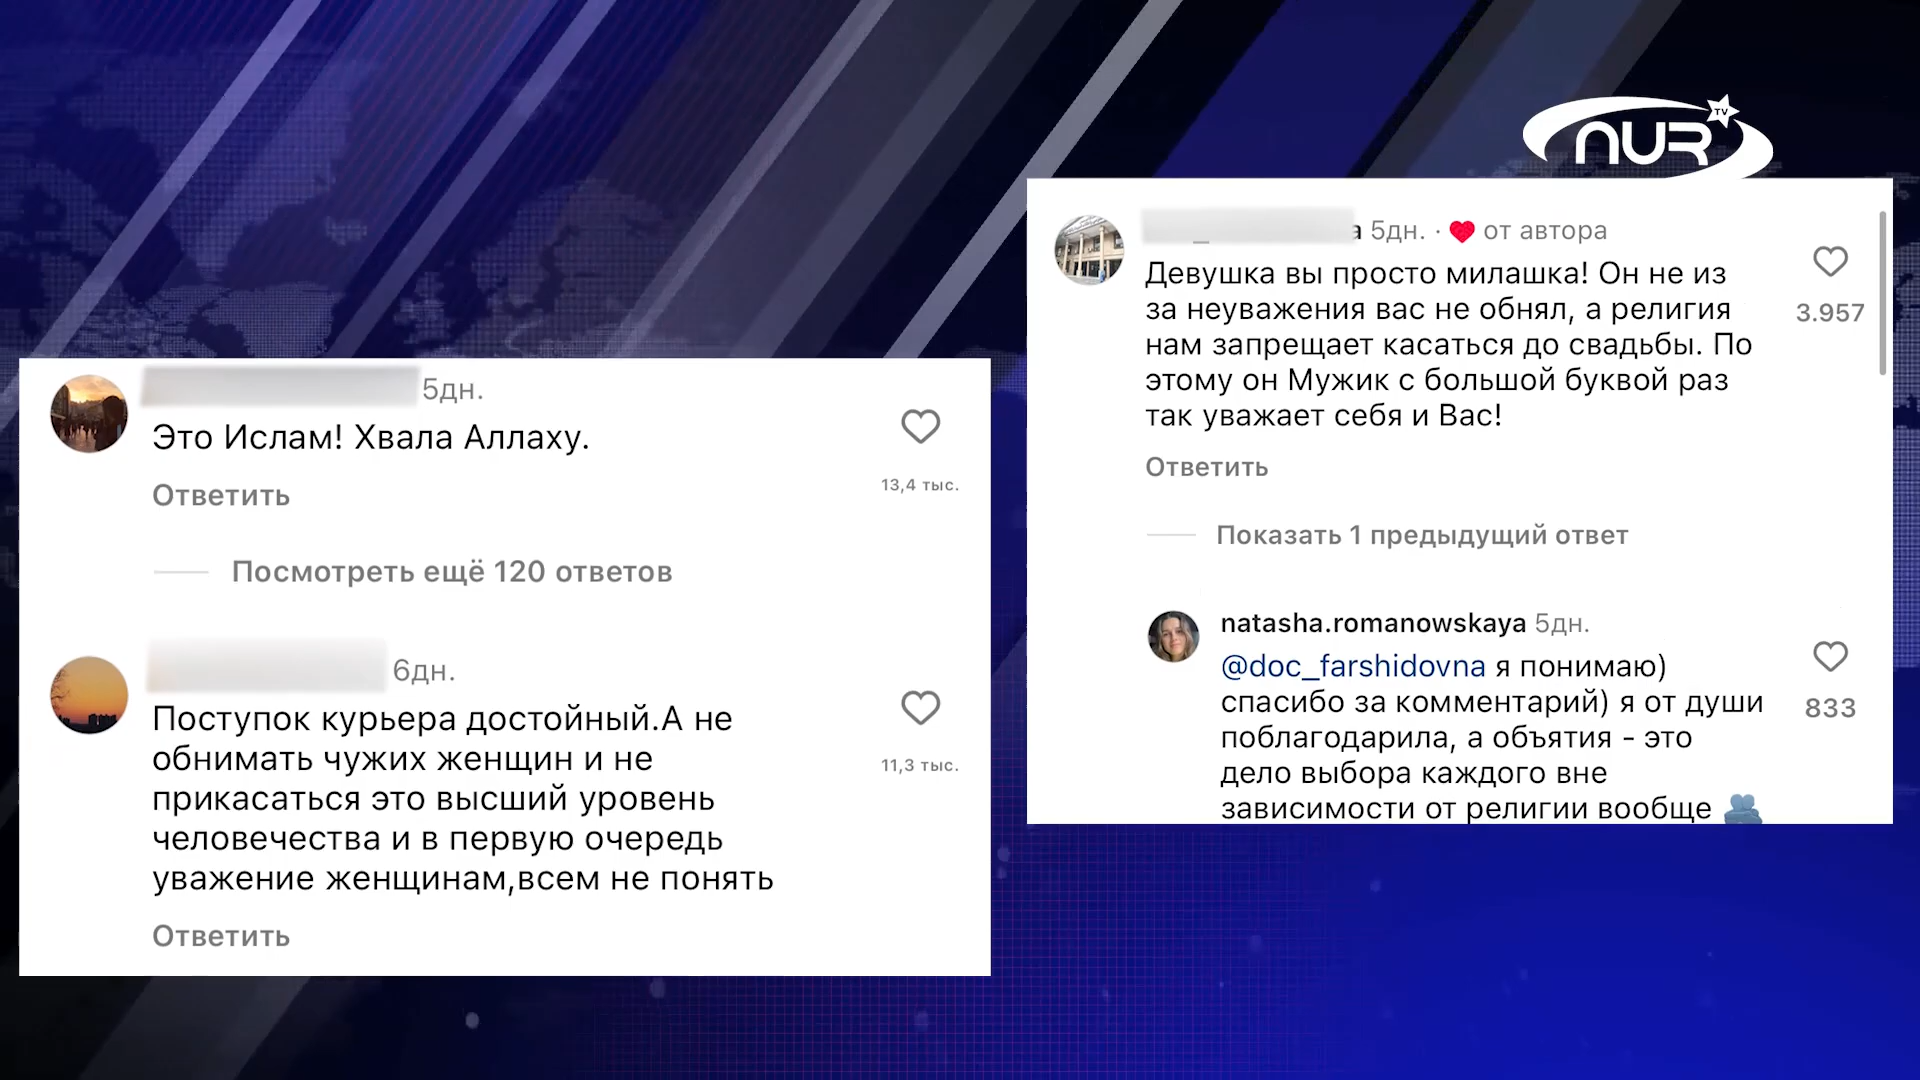 NUR TV
5дн.
Это Ислам! Хвала Аллаху.
13,4 тыс.
Ответить
Посмотреть ещё 120 ответов
6дн.
Поступок курьера достойный.А не
обнимать чужих женщин и не
прикасаться это высший уровень
человечества и в первую очередь
уважение женщинам,всем не понять
11,3 тыс.
Ответить
а 5дн. · от автора
Девушка вы просто милашка! Он не из
за неуважения вас не обнял, а религия
нам запрещает касаться до свадьбы. По
этому он Мужик с большой буквой раз
так уважает себя и Вас!
3.957
Ответить
Показать 1 предыдущий ответ
natasha.romanowskaya 5дн.
@doc_farshidovna я понимаю)
спасибо за комментарий) я от души
поблагодарила, а объятия - это
дело выбора каждого вне
зависимости от религии вообще
833